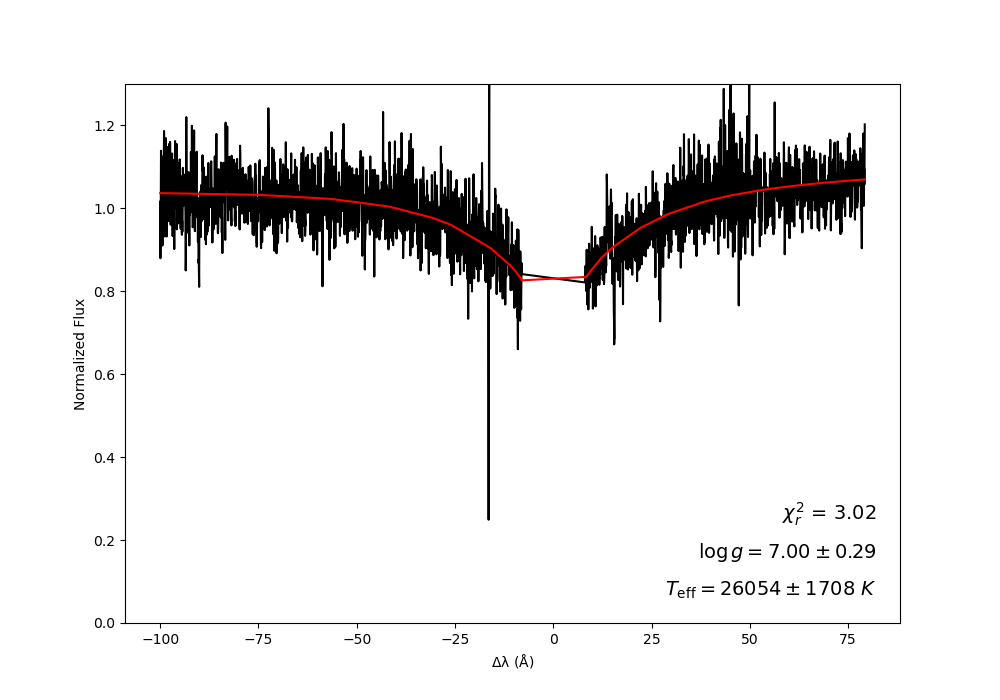 1.2
1.0
0.8
0.6
0.4
0.2
0.0
Normalized Flux
χ²ᵣ = 3.02
log g = 7.00 ± 0.29
T_eff = 26054 ± 1708 K
−100 −75 −50 −25 0 25 50 75
Δλ (Å)